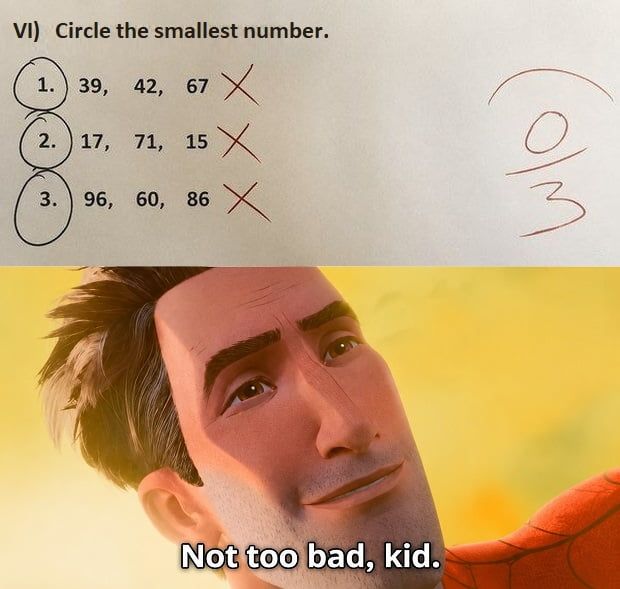 VI) Circle the smallest number.
1. 39, 42, 67
2. 17, 71, 15
3. 96, 60, 86
0
3
Not too bad, kid.